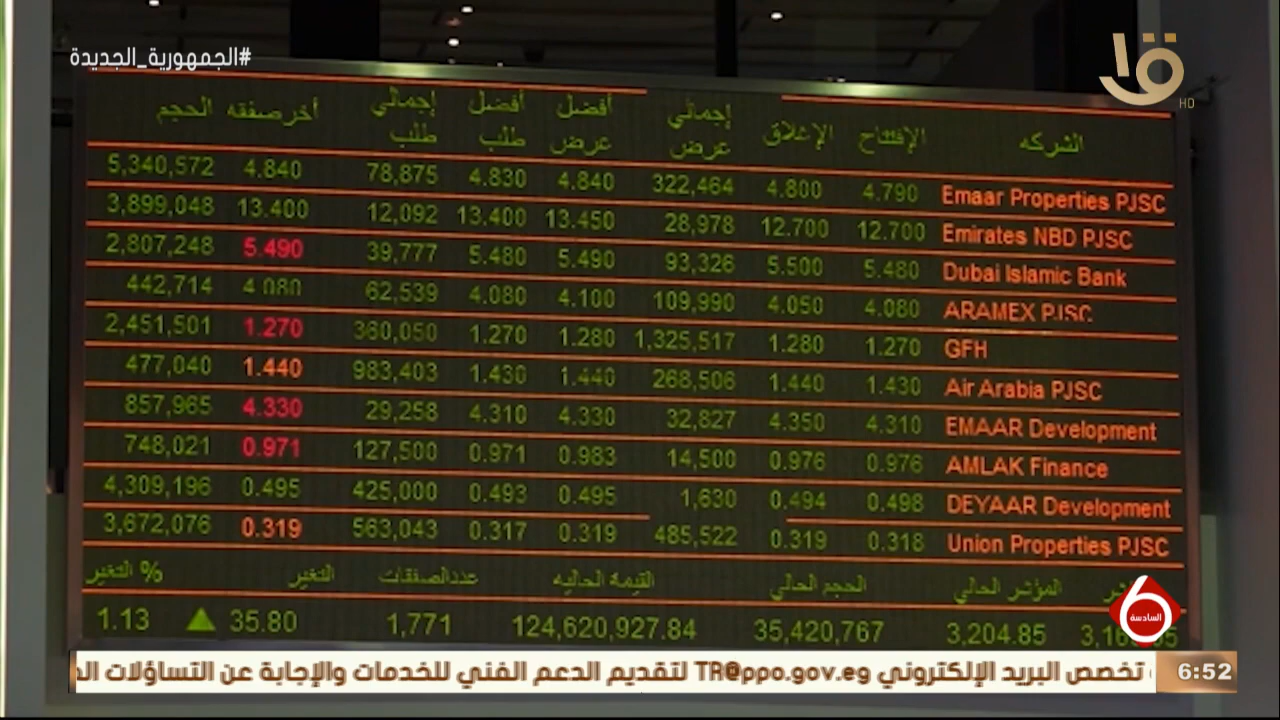 #الجمهورية_الجديدة
HD
الشركه الإفتتاح الإغلاق إجمالي عرض أفضل عرض أفضل طلب إجمالي طلب أخر صفقه الحجم
Emaar Properties PJSC 4.790 4.800 322,464 4.840 4.830 78,875 4.840 5,340,572
Emirates NBD PJSC 12.700 12.700 28,978 13.450 13.400 12,092 13.400 3,899,048
Dubai Islamic Bank 5.480 5.500 93,326 5.490 5.480 39,777 5.490 2,807,248
ARAMEX PJSC 4.080 4.050 109,990 4.100 4.080 62,539 4.080 442,714
GFH 1.270 1.280 1,325,517 1.280 1.270 360,050 1.270 2,451,501
Air Arabia PJSC 1.430 1.440 268,506 1.440 1.430 983,403 1.440 477,040
EMAAR Development 4.310 4.350 32,827 4.330 4.310 29,258 4.330 857,965
AMLAK Finance 0.976 0.976 14,500 0.983 0.971 127,500 0.971 748,021
DEYAAR Development 0.498 0.494 1,630 0.495 0.493 425,000 0.495 4,309,196
Union Properties PJSC 0.318 0.319 485,522 0.319 0.317 563,043 0.319 3,672,076
المؤشر الحالي الحجم الحالي القيمة الحاليه عددالصفقات التغير % التغير
3,204.85 35,420,767 124,620,927.84 1,771 35.80 ▲ 1.13
السادسة
6:52 تخصص البريد الإلكتروني TR@ppo.gov.eg لتقديم الدعم الفني للخدمات والإجابة عن التساؤلات